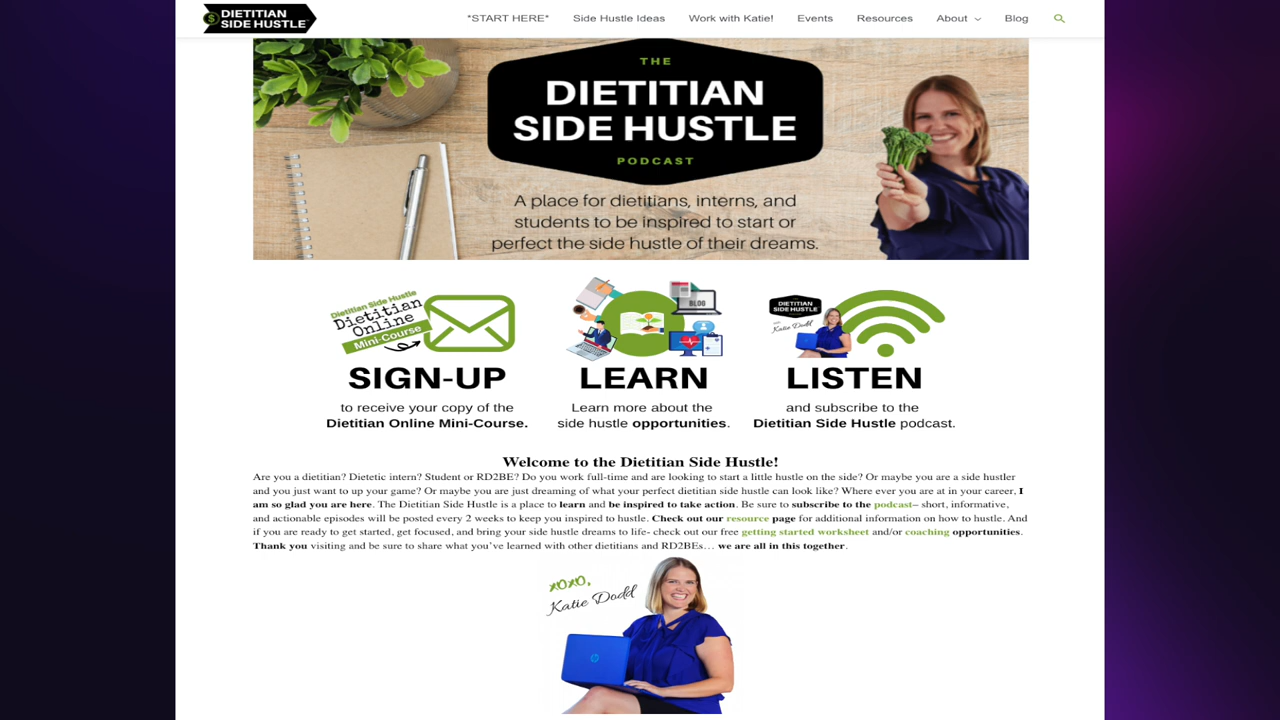 DIETITIAN
SIDE HUSTLE
*START HERE* Side Hustle Ideas Work with Katie! Events Resources About Blog
THE
DIETITIAN
SIDE HUSTLE
PODCAST
A place for dietitians, interns, and
students to be inspired to start or
perfect the side hustle of their dreams.
Dietitian Side Hustle
Dietitian
Online
Mini-Course
SIGN-UP
to receive your copy of the
Dietitian Online Mini-Course.
BLOG
LEARN
Learn more about the
side hustle opportunities.
DIETITIAN
SIDE HUSTLE
Katie Dodd
LISTEN
and subscribe to the
Dietitian Side Hustle podcast.
Welcome to the Dietitian Side Hustle!
Are you a dietitian? Dietetic intern? Student or RD2BE? Do you work full-time and are looking to start a little hustle on the side? Or maybe you are a side hustler
and you just want to up your game? Or maybe you are just dreaming of what your perfect dietitian side hustle can look like? Where ever you are at in your career, I
am so glad you are here. The Dietitian Side Hustle is a place to learn and be inspired to take action. Be sure to subscribe to the podcast– short, informative,
and actionable episodes will be posted every 2 weeks to keep you inspired to hustle. Check out our resource page for additional information on how to hustle. And
if you are ready to get started, get focused, and bring your side hustle dreams to life- check out our free getting started worksheet and/or coaching opportunities.
Thank you visiting and be sure to share what you've learned with other dietitians and RD2BEs… we are all in this together.
xoxo,
Katie Dodd
hp